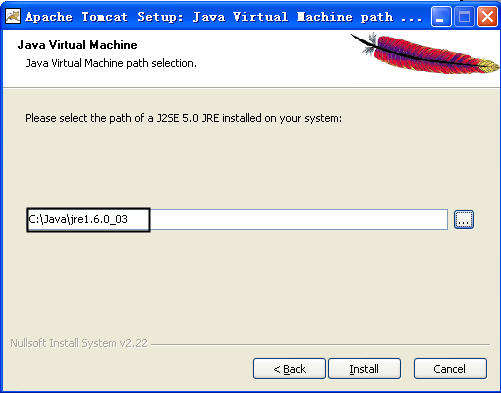 Apache Tomcat Setup: Java Virtual Machine path ...
Java Virtual Machine
Java Virtual Machine path selection.
Please select the path of a J2SE 5.0 JRE installed on your system:
C:\Java\jre1.6.0_03
...
Nullsoft Install System v2.22
< Back
Install
Cancel